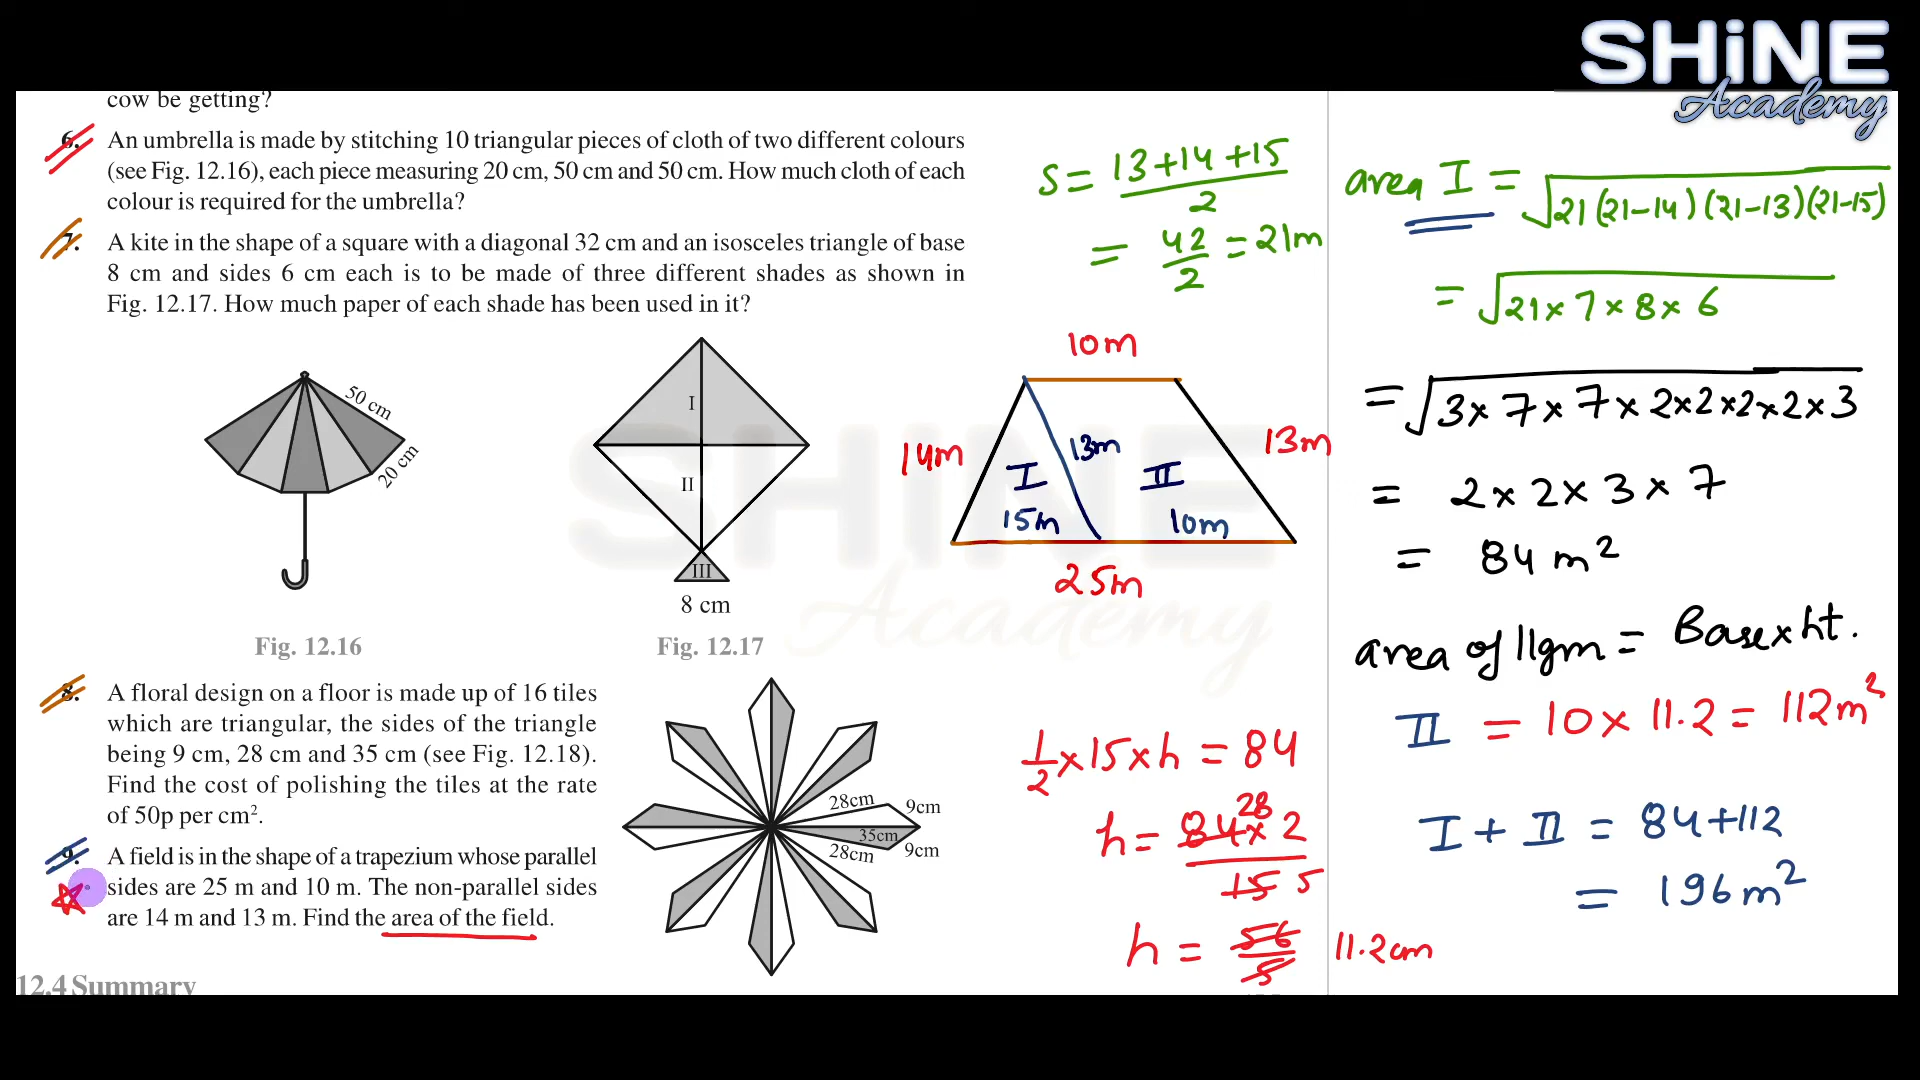 SHiNE
Academy
cow be getting?
6. An umbrella is made by stitching 10 triangular pieces of cloth of two different colours
(see Fig. 12.16), each piece measuring 20 cm, 50 cm and 50 cm. How much cloth of each
colour is required for the umbrella?
7. A kite in the shape of a square with a diagonal 32 cm and an isosceles triangle of base
8 cm and sides 6 cm each is to be made of three different shades as shown in
Fig. 12.17. How much paper of each shade has been used in it?
50 cm
20 cm
Fig. 12.16
I
II
III
8 cm
Fig. 12.17
8. A floral design on a floor is made up of 16 tiles
which are triangular, the sides of the triangle
being 9 cm, 28 cm and 35 cm (see Fig. 12.18).
Find the cost of polishing the tiles at the rate
of 50p per cm².
28cm 9cm
35cm
28cm 9cm
9. A field is in the shape of a trapezium whose parallel
sides are 25 m and 10 m. The non-parallel sides
are 14 m and 13 m. Find the area of the field.
12.4 Summary
SHiNE
Academy
s = (13+14+15)/2
= 42/2 = 21m
10m
14m 13m 13m
I II
15m 10m
25m
1/2 × 15 × h = 84
h = 84 × 2 / 15 28 5
h = 56/5 11.2cm
area I = √21(21-14)(21-13)(21-15)
= √21×7×8×6
= √3×7×7×2×2×2×2×3
= 2×2×3×7
= 84 m²
area of llgm = Base×ht.
II = 10×11.2 = 112m²
I + II = 84+112
= 196m²